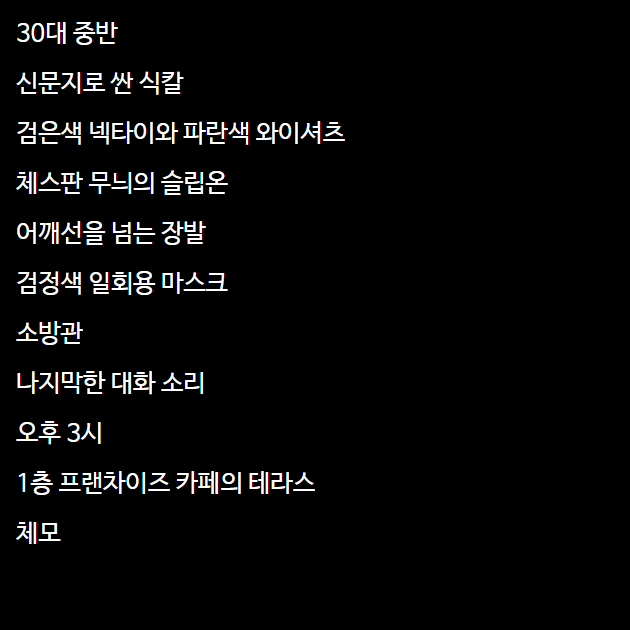 30대 중반
신문지로 싼 식칼
검은색 넥타이와 파란색 와이셔츠
체스판 무늬의 슬립온
어깨선을 넘는 장발
검정색 일회용 마스크
소방관
나지막한 대화 소리
오후 3시
1층 프랜차이즈 카페의 테라스
체모